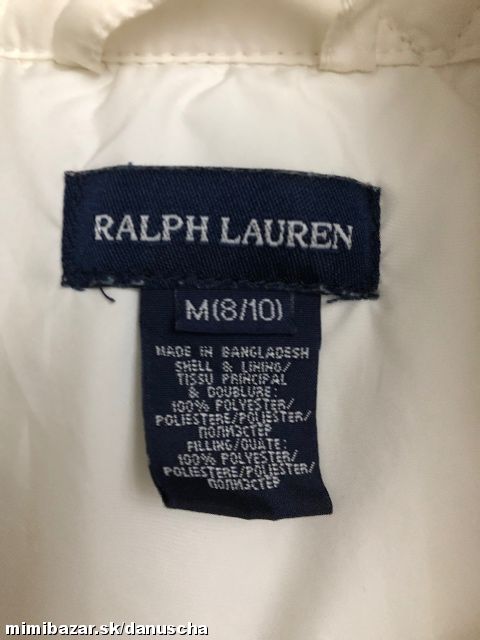 RALPH LAUREN
M(8/10)
MADE IN BANGLADESH
SHELL & LINING/
TISSU PRINCIPAL
& DOUBLURE:
100% POLYESTER/
POLIESTERE/POLIESTER/
ПОЛИЭСТЕР
FILLING/OUATE:
100% POLYESTER/
POLIESTERE/POLIESTER/
ПОЛИЭСТЕР
mimibazar.sk/danuscha